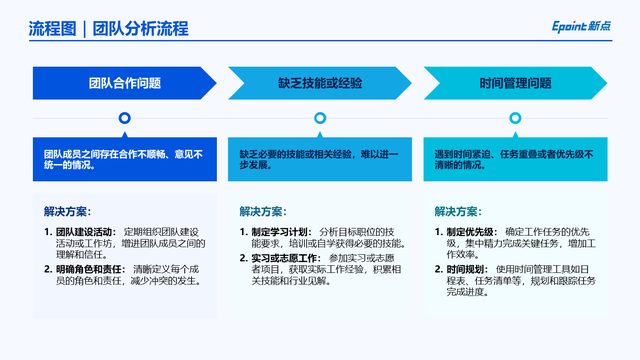 流程图｜团队分析流程
Epoint新点
团队合作问题
缺乏技能或经验
时间管理问题
团队成员之间存在合作不顺畅、意见不
统一的情况。
缺乏必要的技能或相关经验，难以进一
步发展。
遇到时间紧迫、任务重叠或者优先级不
清晰的情况。
解决方案：
1. 团队建设活动： 定期组织团队建设
活动或工作坊，增进团队成员之间的
理解和信任。
2. 明确角色和责任： 清晰定义每个成
员的角色和责任，减少冲突的发生。
解决方案：
1. 制定学习计划： 分析目标职位的技
能要求，培训或自学获得必要的技能。
2. 实习或志愿工作： 参加实习或志愿
者项目，获取实际工作经验，积累相
关技能和行业见解。
解决方案：
1. 制定优先级： 确定工作任务的优先
级，集中精力完成关键任务，增加工
作效率。
2. 时间规划： 使用时间管理工具如日
程表、任务清单等，规划和跟踪任务
完成进度。